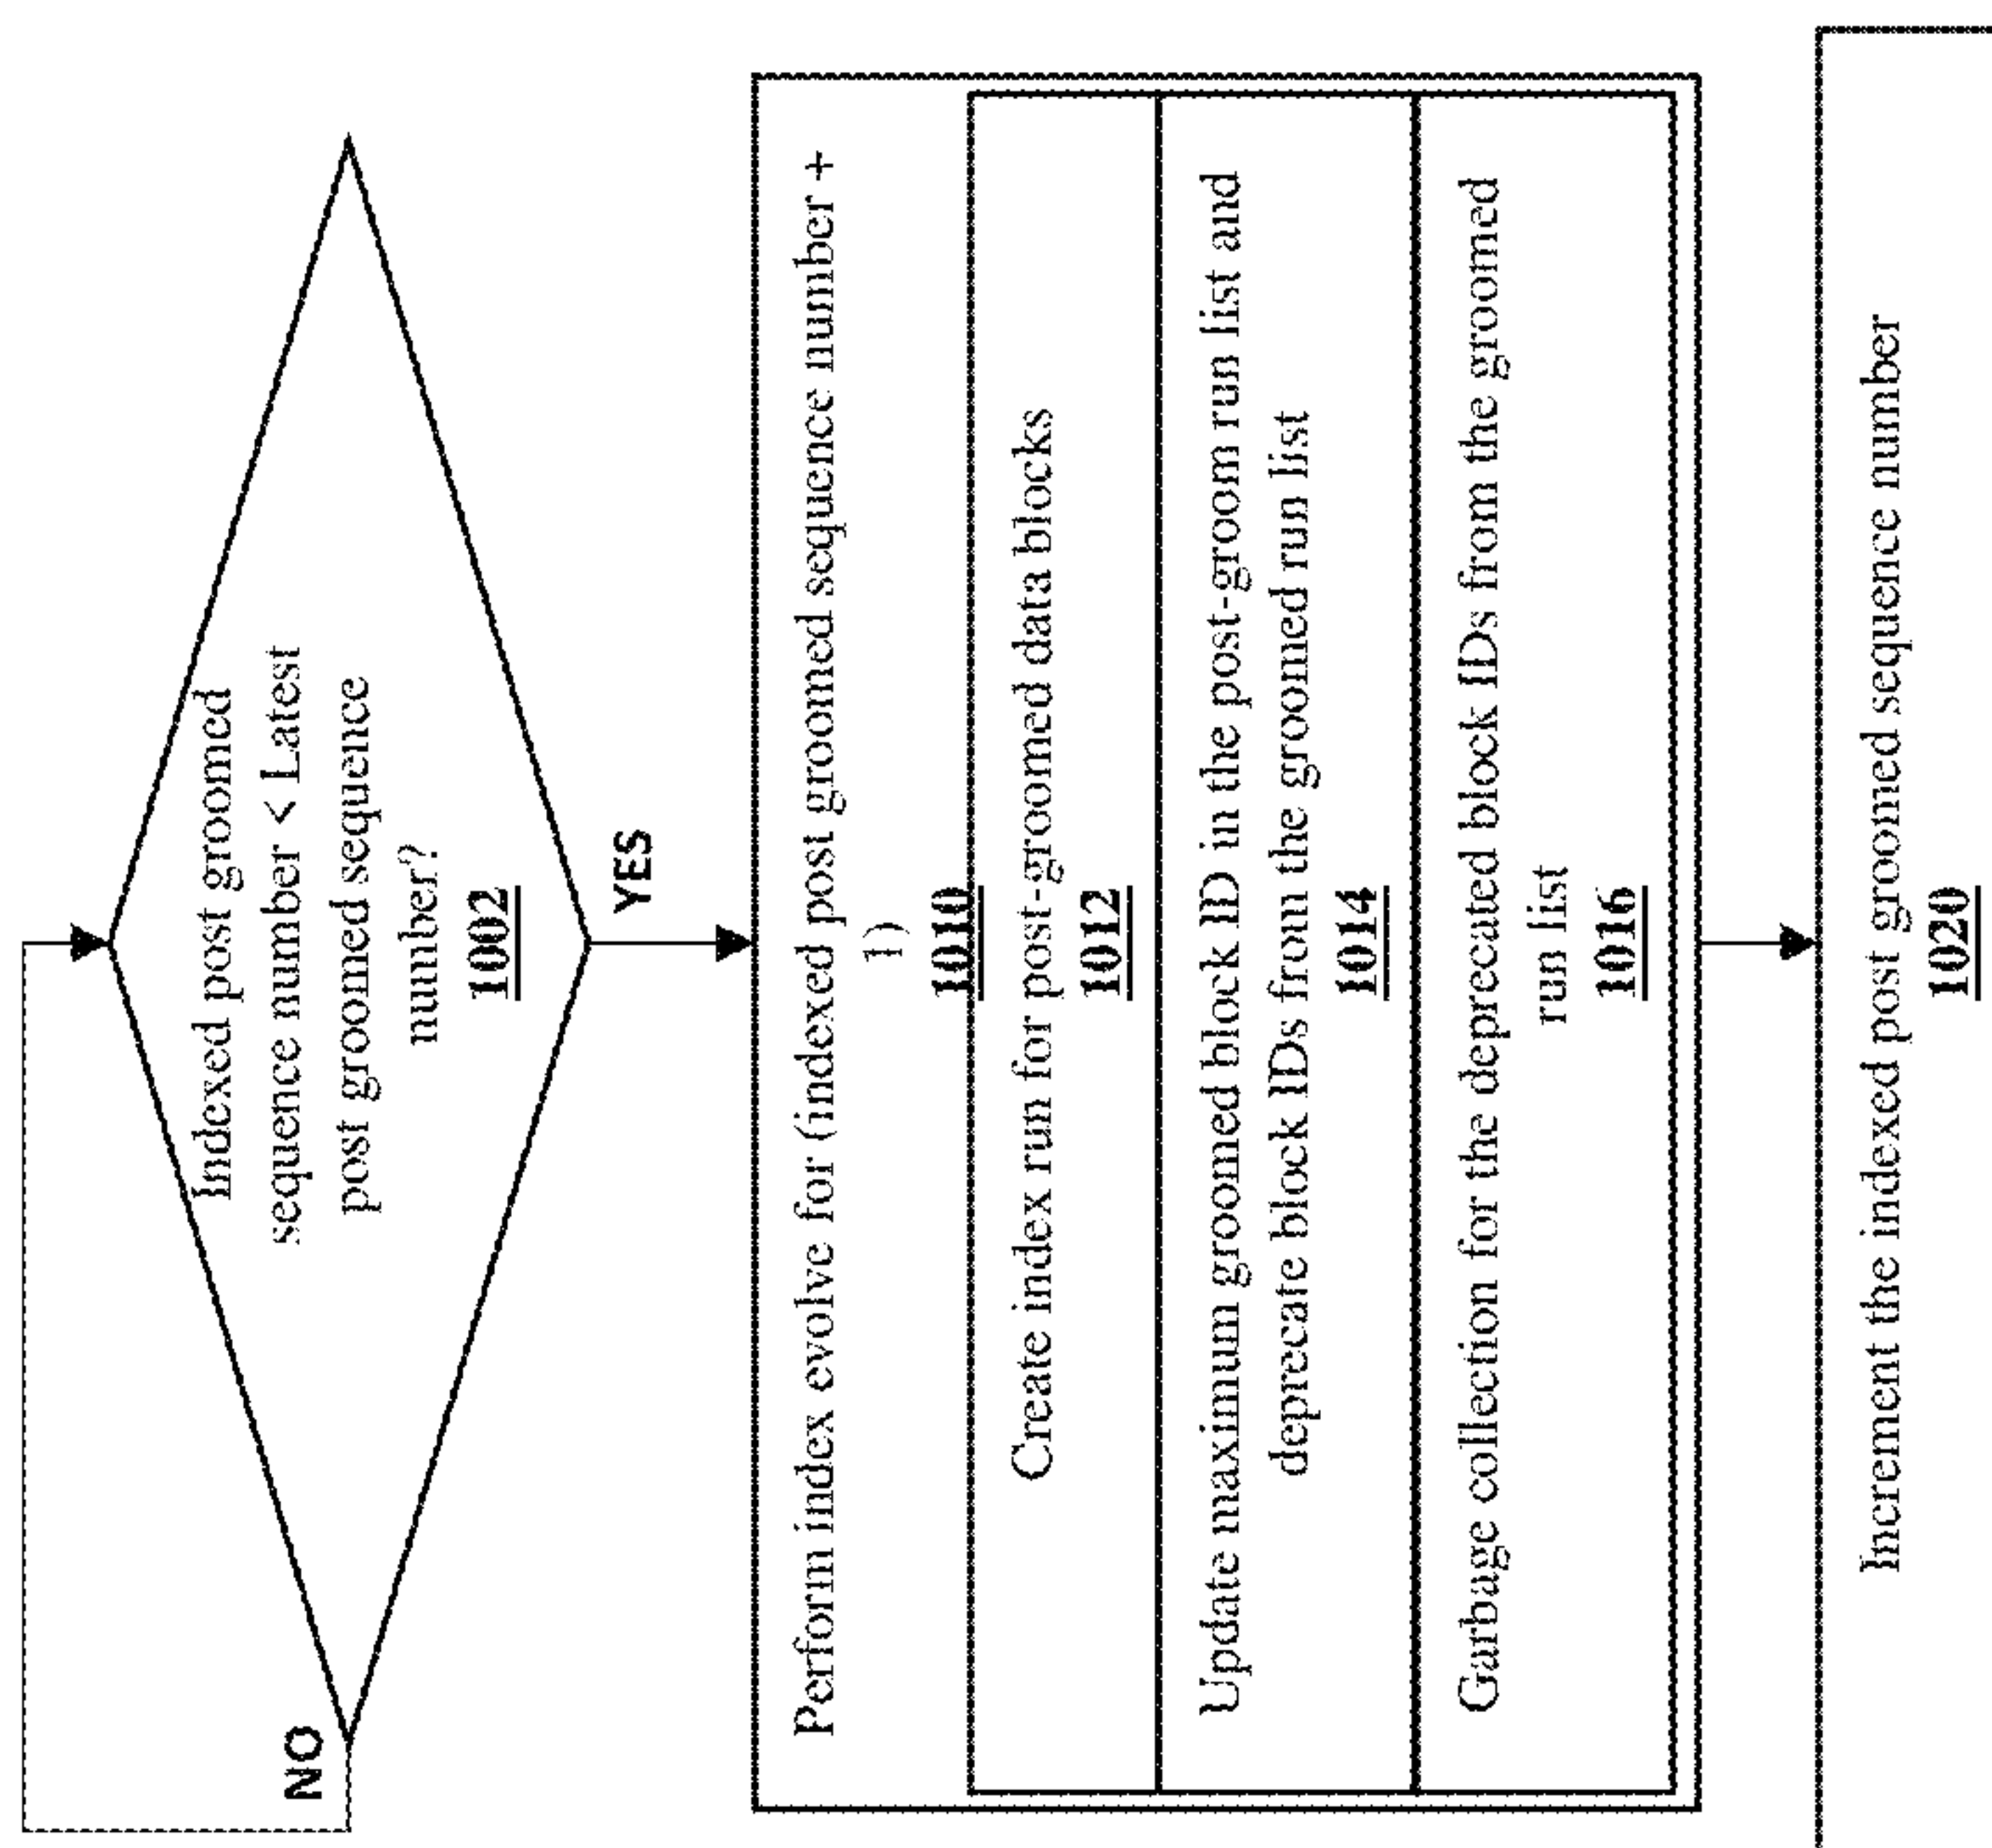 Indexed post groomed
sequence number < Latest
post groomed sequence
number?
1002
NO
YES
Perform index evolve for (indexed post groomed sequence number +
1)
1010
Create index run for post-groomed data blocks
1012
Update maximum groomed block ID in the post-groom run list and
deprecate block IDs from the groomed run list
1014
Garbage collection for the deprecated block IDs from the groomed
run list
1016
Increment the indexed post groomed sequence number
1020